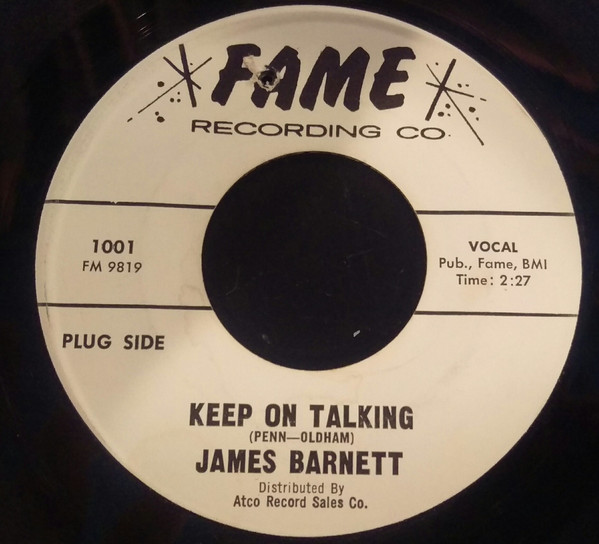 FAME
RECORDING CO.
1001
FM 9819
VOCAL
Pub., Fame, BMI
Time: 2:27
PLUG SIDE
KEEP ON TALKING
(PENN—OLDHAM)
JAMES BARNETT
Distributed By
Atco Record Sales Co.